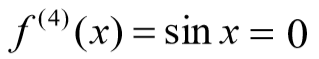 f⁽⁴⁾(x) = sin x = 0